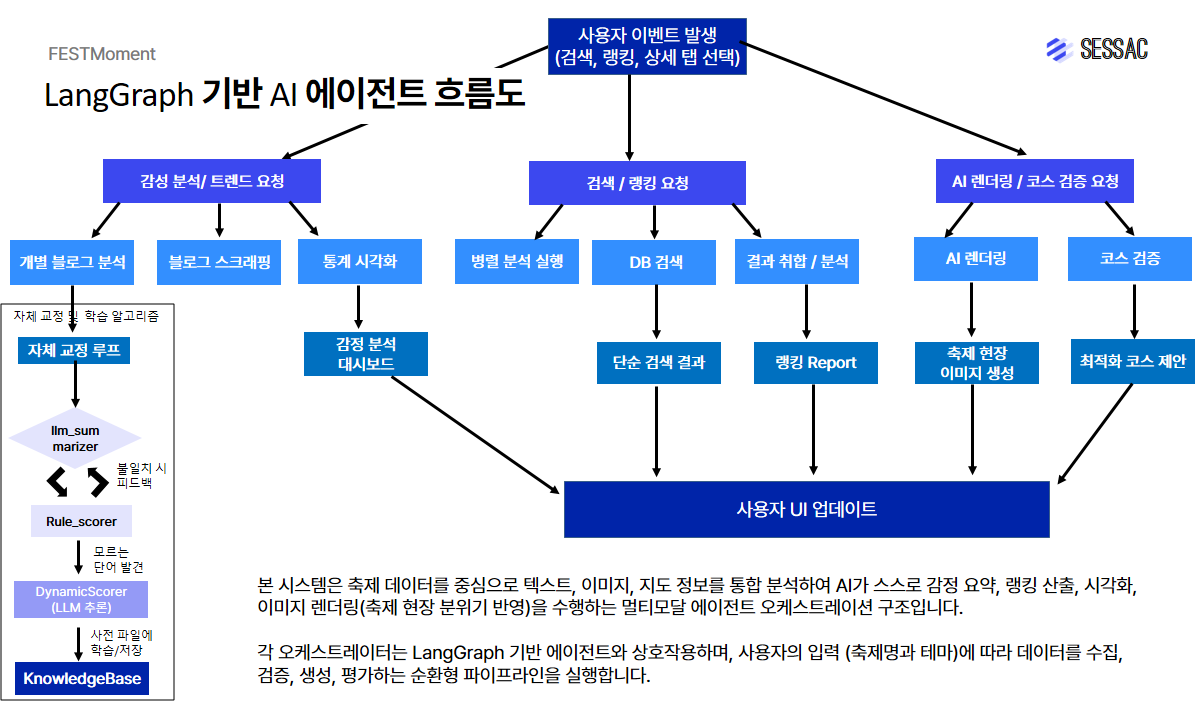 FESTMoment
LangGraph 기반 AI 에이전트 흐름도
사용자 이벤트 발생
(검색, 랭킹, 상세 탭 선택)
SESSAC
감성 분석/ 트렌드 요청
검색 / 랭킹 요청
AI 렌더링 / 코스 검증 요청
개별 블로그 분석
블로그 스크래핑
통계 시각화
병렬 분석 실행
DB 검색
결과 취합 / 분석
AI 렌더링
코스 검증
자체 교정 및 학습 알고리즘
자체 교정 루프
감정 분석
대시보드
단순 검색 결과
랭킹 Report
축제 현장
이미지 생성
최적화 코스 제안
llm_sum
marizer
불일치 시
피드백
Rule_scorer
모르는
단어 발견
DynamicScorer
(LLM 추론)
사전 파일에
학습/저장
KnowledgeBase
사용자 UI 업데이트
본 시스템은 축제 데이터를 중심으로 텍스트, 이미지, 지도 정보를 통합 분석하여 AI가 스스로 감정 요약, 랭킹 산출, 시각화,
이미지 렌더링(축제 현장 분위기 반영)을 수행하는 멀티모달 에이전트 오케스트레이션 구조입니다.
각 오케스트레이터는 LangGraph 기반 에이전트와 상호작용하며, 사용자의 입력 (축제명과 테마)에 따라 데이터를 수집,
검증, 생성, 평가하는 순환형 파이프라인을 실행합니다.